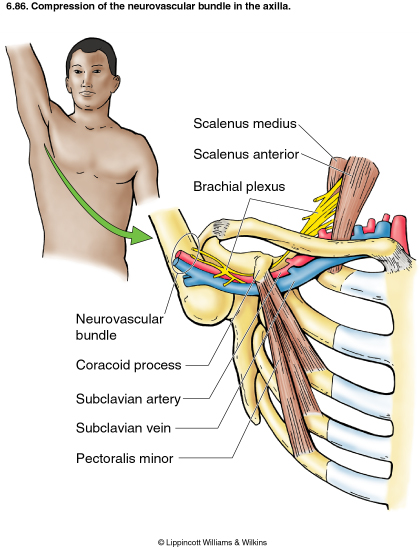 6.86. Compression of the neurovascular bundle in the axilla.
Scalenus medius
Scalenus anterior
Brachial plexus
Neurovascular
bundle
Coracoid process
Subclavian artery
Subclavian vein
Pectoralis minor
© Lippincott Williams & Wilkins